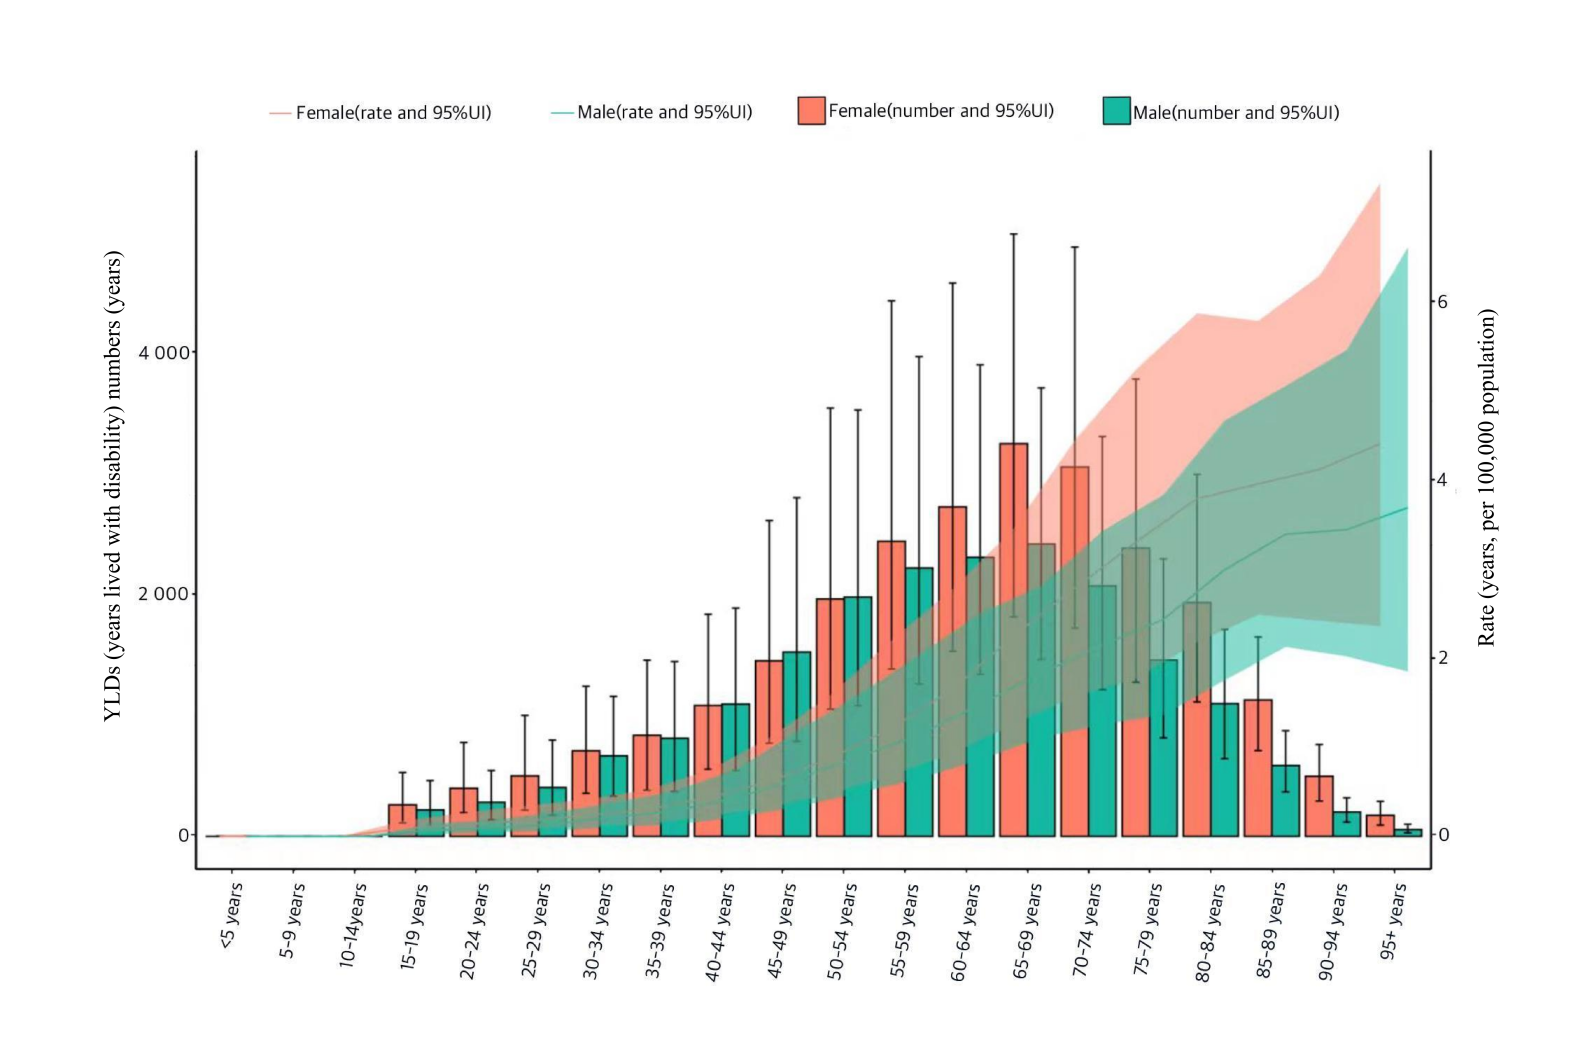 Female(rate and 95%UI) Male(rate and 95%UI) Female(number and 95%UI) Male(number and 95%UI)
YLDs (years lived with disability) numbers (years)
4 000
2 000
0
6
4
2
0
Rate (years, per 100,000 population)
<5 years
5-9 years
10-14years
15-19 years
20-24 years
25-29 years
30-34 years
35-39 years
40-44 years
45-49 years
50-54 years
55-59 years
60-64 years
65-69 years
70-74 years
75-79 years
80-84 years
85-89 years
90-94 years
95+ years